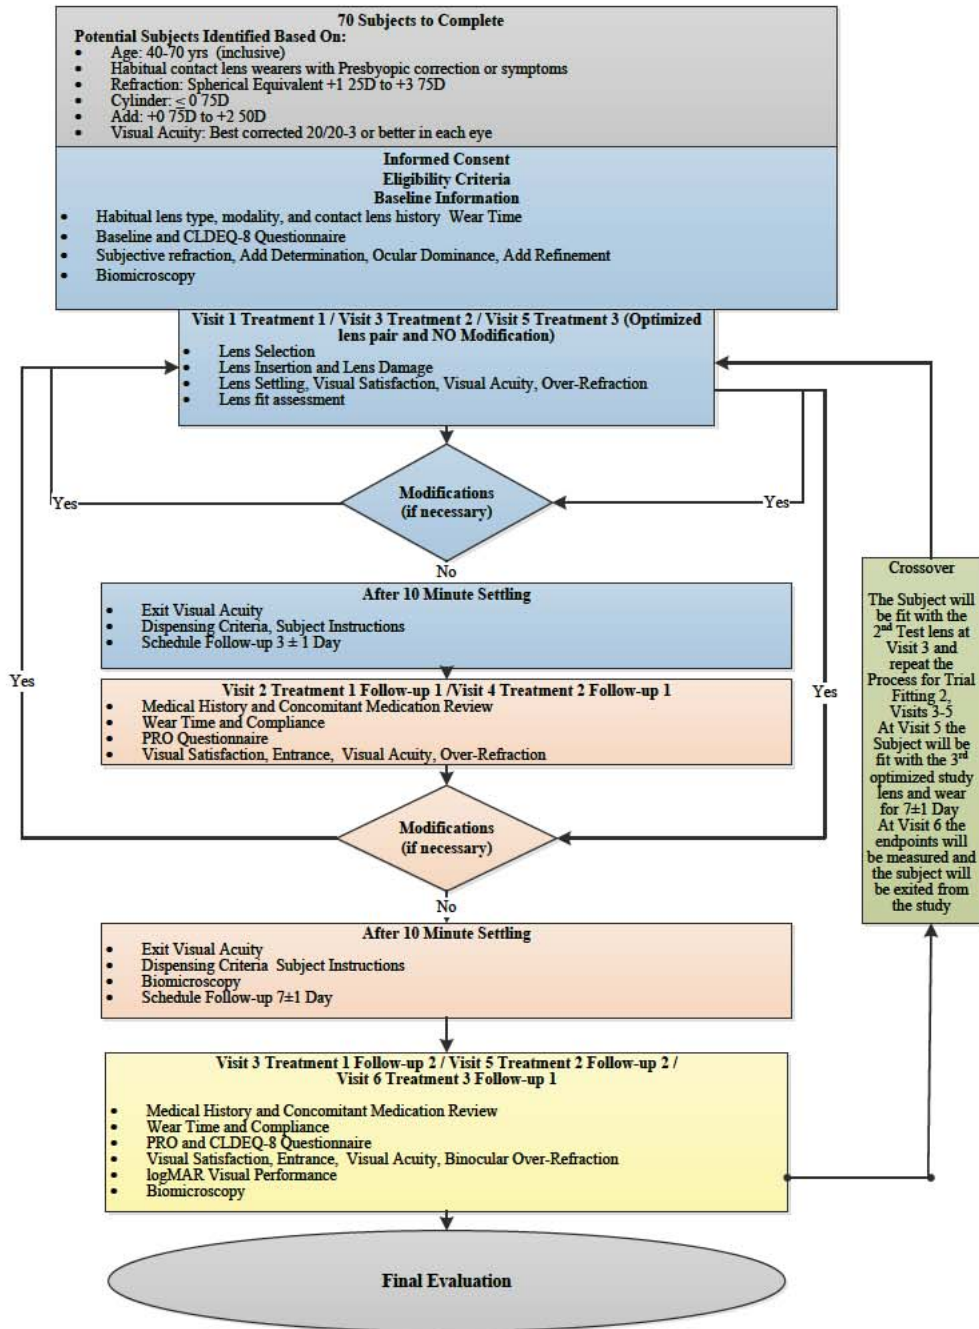 70 Subjects to Complete
Potential Subjects Identified Based On:
• Age: 40-70 yrs (inclusive)
• Habitual contact lens wearers with Presbyopic correction or symptoms
• Refraction: Spherical Equivalent +1 25D to +3 75D
• Cylinder: ≤ 0 75D
• Add: +0 75D to +2 50D
• Visual Acuity: Best corrected 20/20-3 or better in each eye
Informed Consent
Eligibility Criteria
Baseline Information
• Habitual lens type, modality, and contact lens history Wear Time
• Baseline and CLDEQ-8 Questionnaire
• Subjective refraction, Add Determination, Ocular Dominance, Add Refinement
• Biomicroscopy
Visit 1 Treatment 1 / Visit 3 Treatment 2 / Visit 5 Treatment 3 (Optimized
lens pair and NO Modification)
• Lens Selection
• Lens Insertion and Lens Damage
• Lens Settling, Visual Satisfaction, Visual Acuity, Over-Refraction
• Lens fit assessment
Modifications
(if necessary)
Yes
Yes
No
After 10 Minute Settling
• Exit Visual Acuity
• Dispensing Criteria, Subject Instructions
• Schedule Follow-up 3 ± 1 Day
Yes
Yes
Visit 2 Treatment 1 Follow-up 1 /Visit 4 Treatment 2 Follow-up 1
• Medical History and Concomitant Medication Review
• Wear Time and Compliance
• PRO Questionnaire
• Visual Satisfaction, Entrance, Visual Acuity, Over-Refraction
Modifications
(if necessary)
No
After 10 Minute Settling
• Exit Visual Acuity
• Dispensing Criteria Subject Instructions
• Biomicroscopy
• Schedule Follow-up 7±1 Day
Visit 3 Treatment 1 Follow-up 2 / Visit 5 Treatment 2 Follow-up 2 /
Visit 6 Treatment 3 Follow-up 1
• Medical History and Concomitant Medication Review
• Wear Time and Compliance
• PRO and CLDEQ-8 Questionnaire
• Visual Satisfaction, Entrance, Visual Acuity, Binocular Over-Refraction
• logMAR Visual Performance
• Biomicroscopy
Crossover
The Subject will
be fit with the
2nd Test lens at
Visit 3 and
repeat the
Process for Trial
Fitting 2,
Visits 3-5
At Visit 5 the
Subject will be
fit with the 3rd
optimized study
lens and wear
for 7±1 Day
At Visit 6 the
endpoints will
be measured and
the subject will
be exited from
the study
Final Evaluation